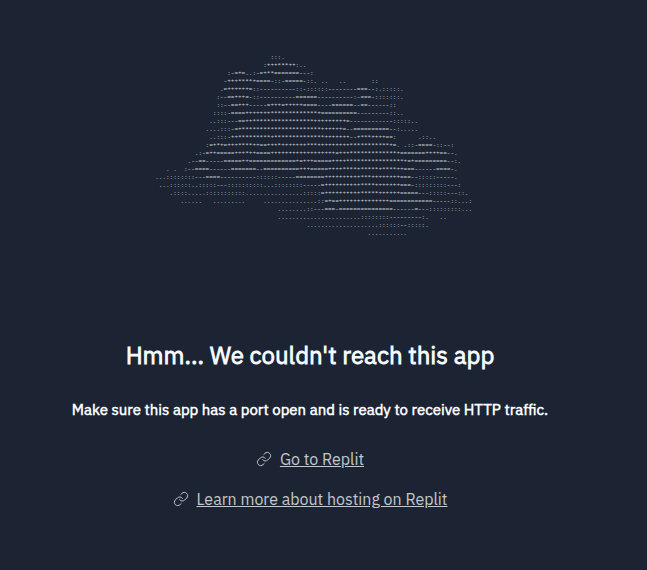 Hmm... We couldn't reach this app
Make sure this app has a port open and is ready to receive HTTP traffic.
Go to Replit
Learn more about hosting on Replit